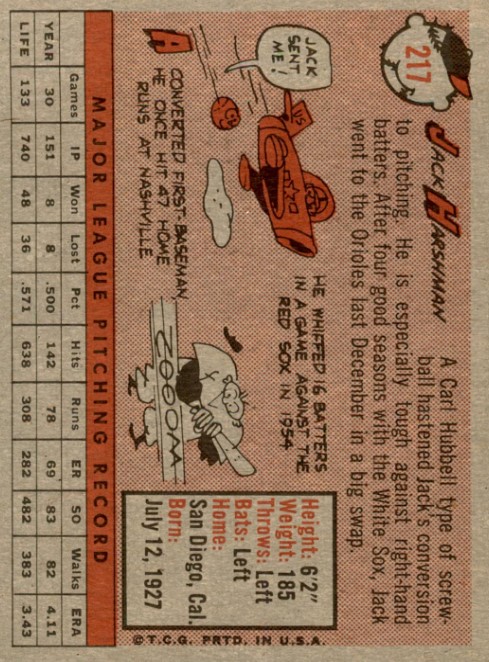 217
JACK HARSHMAN
A Carl Hubbell type of screw-
ball hastened Jack's conversion
to pitching. He is especially tough against right-hand
batters. After four good seasons with the White Sox, Jack
went to the Orioles last December in a big swap.
JACK
SENT
ME!
US
CONVERTED FIRST-BASEMAN,
HE ONCE HIT 47 HOME
RUNS AT NASHVILLE
HE WHIFFED 16 BATTERS
IN A GAME AGAINST THE
RED SOX IN 1954
ZOOOM
Height: 6'2"
Weight: 185
Throws: Left
Bats: Left
Home:
San Diego, Cal.
Born:
July 12, 1927
MAJOR LEAGUE PITCHING RECORD
Games IP Won Lost Pct Hits Runs ER SO Walks ERA
YEAR 30 151 8 8 .500 142 78 69 83 82 4.11
LIFE 133 740 48 36 .571 638 308 282 482 383 3.43
©T.C.G. PRTD. IN U.S.A.